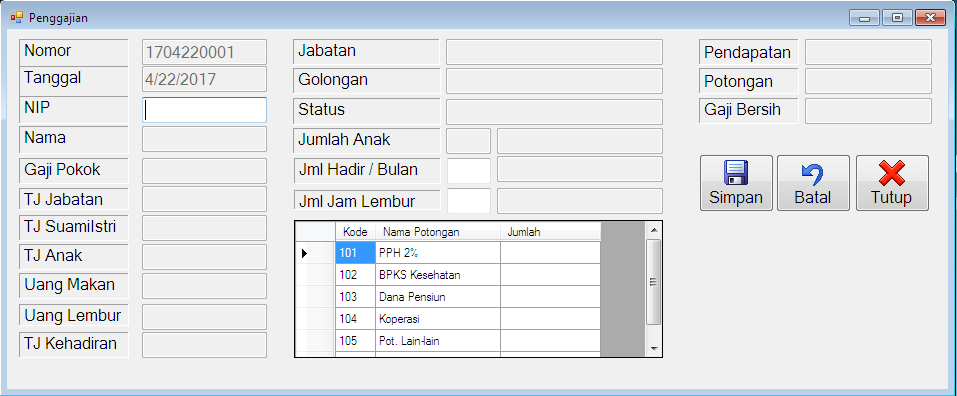 Penggajian
Nomor 1704220001
Tanggal 4/22/2017
NIP
Nama
Gaji Pokok
TJ Jabatan
TJ SuamiIstri
TJ Anak
Uang Makan
Uang Lembur
TJ Kehadiran
Jabatan
Golongan
Status
Jumlah Anak
Jml Hadir / Bulan
Jml Jam Lembur
Kode Nama Potongan Jumlah
101 PPH 2%
102 BPKS Kesehatan
103 Dana Pensiun
104 Koperasi
105 Pot. Lain-lain
Pendapatan
Potongan
Gaji Bersih
Simpan Batal Tutup